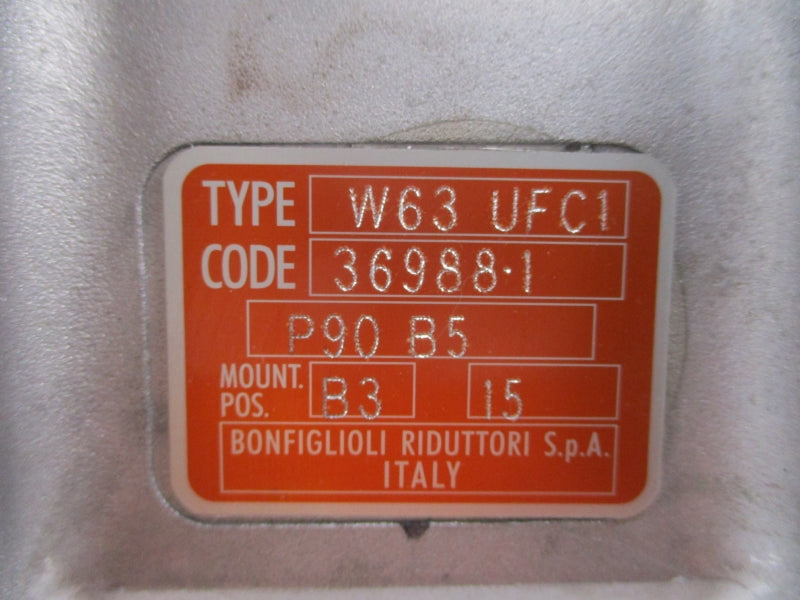 TYPE W63 UFC1
CODE 36988·1
P90 B5
MOUNT. POS. B3 15
BONFIGLIOLI RIDUTTORI S.p.A.
ITALY